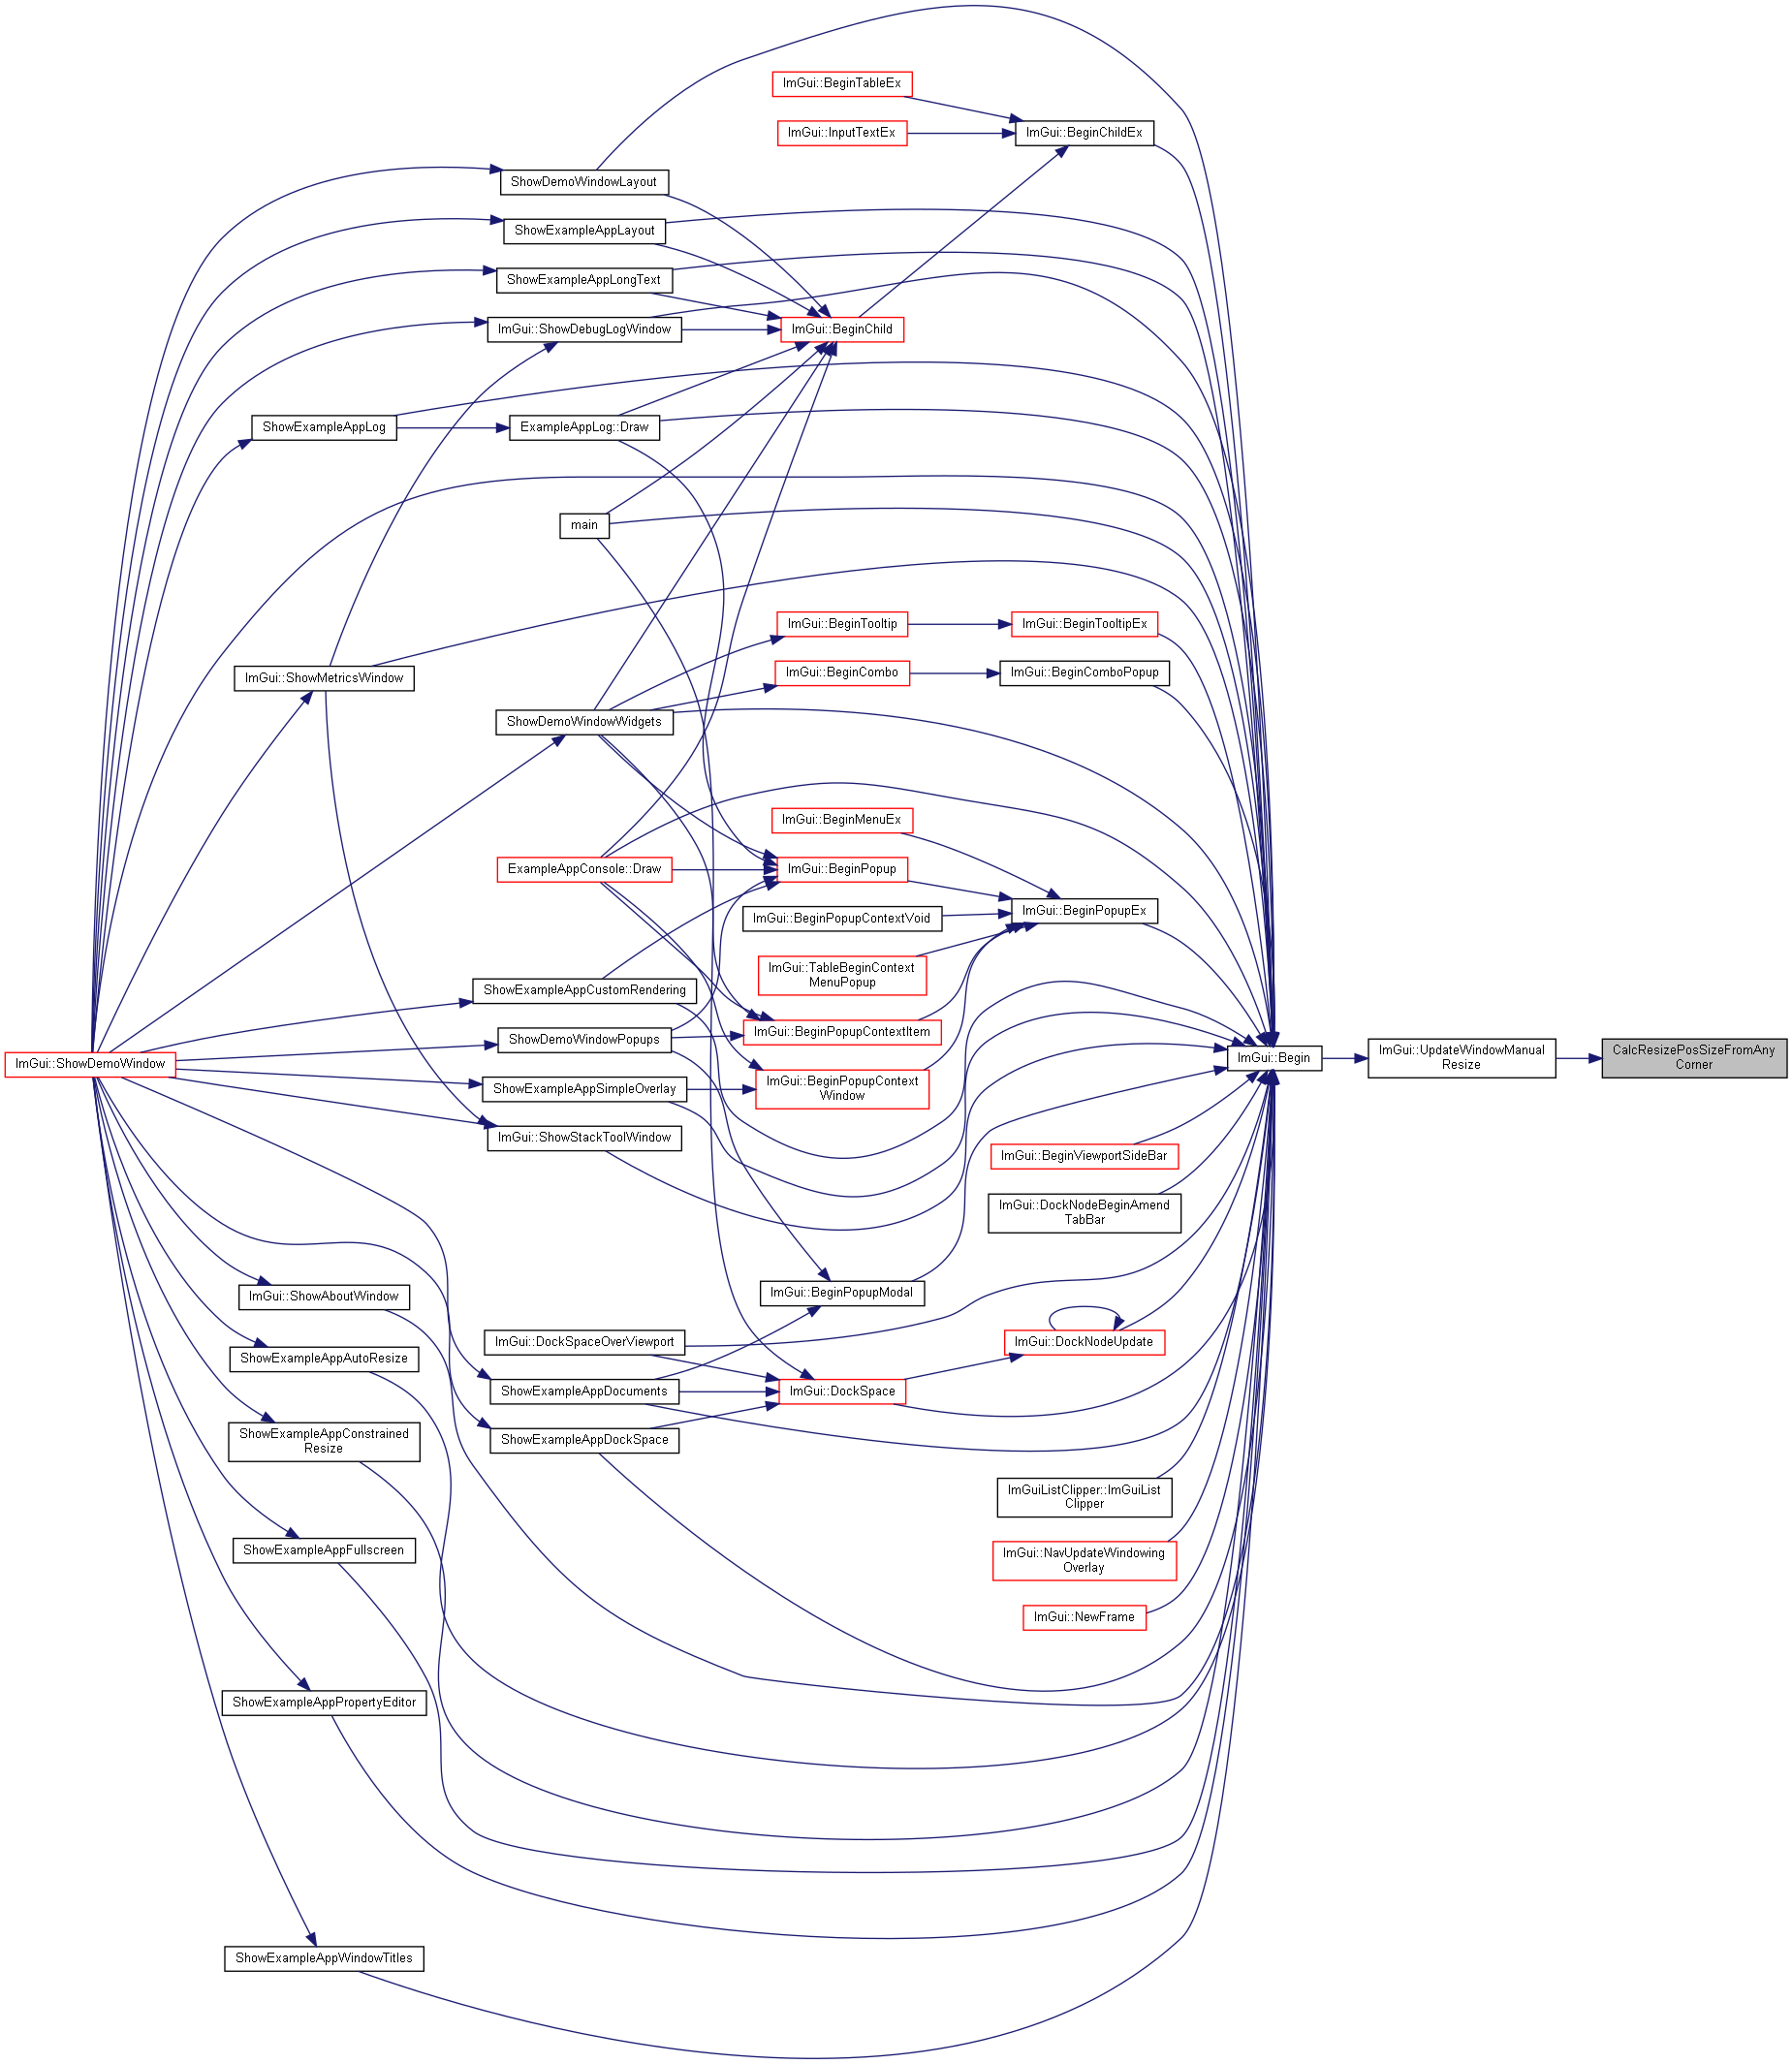 ImGui::BeginTableEx
ImGui::InputTextEx
ImGui::BeginChildEx
ShowDemoWindowLayout
ShowExampleAppLayout
ShowExampleAppLongText
ImGui::ShowDebugLogWindow
ImGui::BeginChild
ShowExampleAppLog
ExampleAppLog::Draw
main
ImGui::BeginTooltip
ImGui::BeginTooltipEx
ImGui::ShowMetricsWindow
ImGui::BeginCombo
ImGui::BeginComboPopup
ShowDemoWindowWidgets
ImGui::BeginMenuEx
ExampleAppConsole::Draw
ImGui::BeginPopup
ImGui::BeginPopupContextVoid
ImGui::BeginPopupEx
ImGui::TableBeginContext
MenuPopup
ShowExampleAppCustomRendering
ShowDemoWindowPopups
ImGui::BeginPopupContextItem
ImGui::ShowDemoWindow
ImGui::Begin
ImGui::UpdateWindowManual
Resize
CalcResizePosSizeFromAny
Corner
ShowExampleAppSimpleOverlay
ImGui::BeginPopupContext
Window
ImGui::ShowStackToolWindow
ImGui::BeginViewportSideBar
ImGui::DockNodeBeginAmend
TabBar
ImGui::ShowAboutWindow
ImGui::BeginPopupModal
ImGui::DockSpaceOverViewport
ImGui::DockNodeUpdate
ShowExampleAppAutoResize
ShowExampleAppDocuments
ImGui::DockSpace
ShowExampleAppConstrained
Resize
ShowExampleAppDockSpace
ImGuiListClipper::ImGuiList
Clipper
ShowExampleAppFullscreen
ImGui::NavUpdateWindowing
Overlay
ImGui::NewFrame
ShowExampleAppPropertyEditor
ShowExampleAppWindowTitles